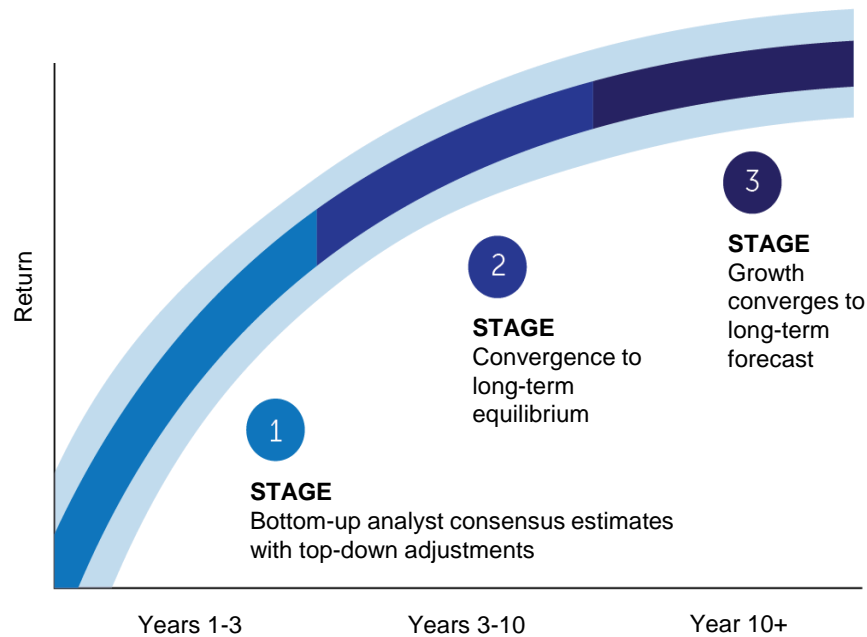 Return
3
STAGE
Growth
converges to
long-term
forecast
2
STAGE
Convergence to
long-term
equilibrium
1
STAGE
Bottom-up analyst consensus estimates
with top-down adjustments
Years 1-3
Years 3-10
Year 10+